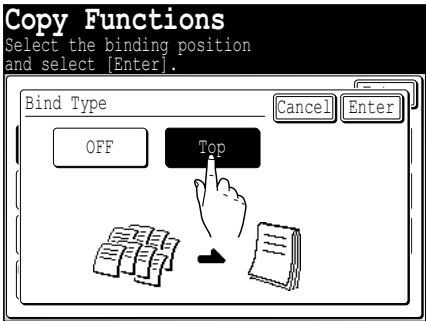 Copy Functions
Select the binding position
and select [Enter].
Bind Type
Cancel
Enter
OFF
Top